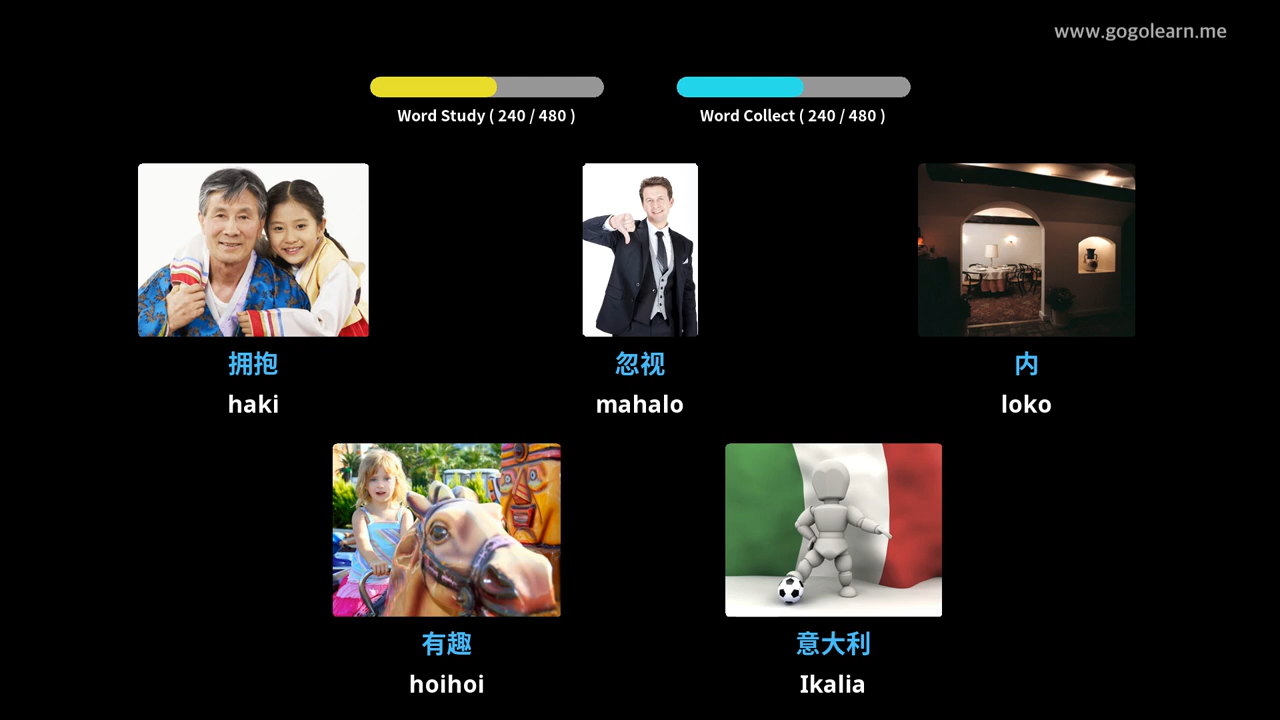 www.gogolearn.me
Word Study ( 240 / 480 )
Word Collect ( 240 / 480 )
拥抱
haki
忽视
mahalo
内
loko
有趣
hoihoi
意大利
Ikalia